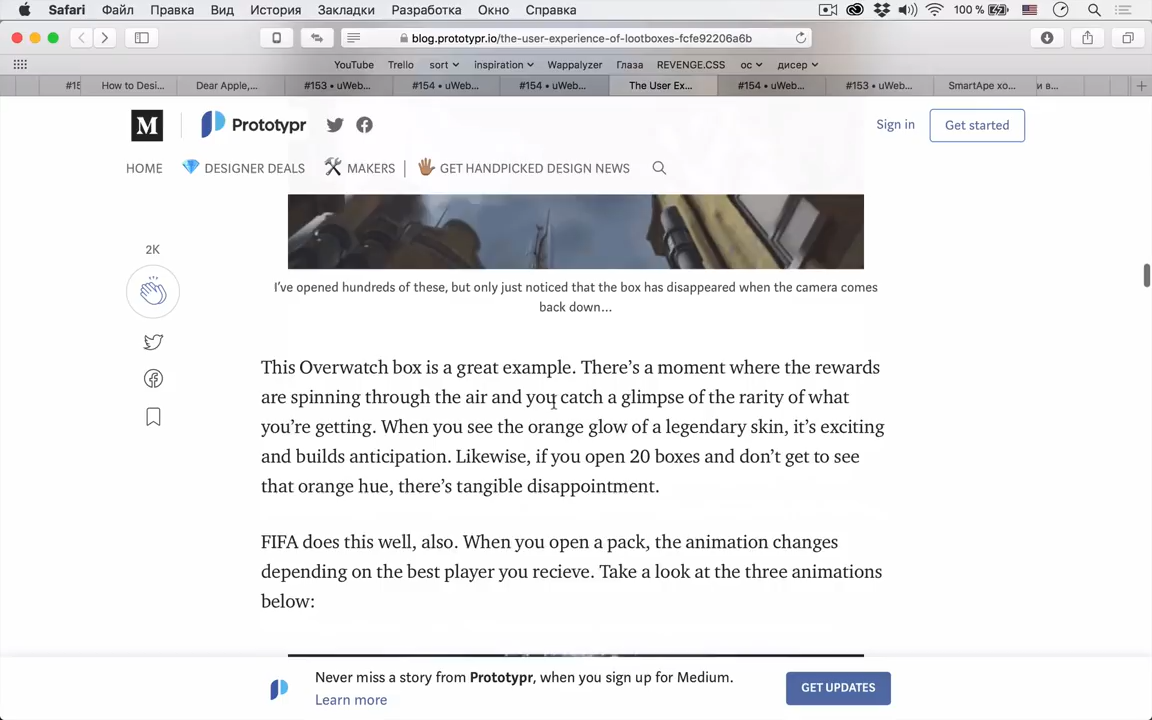 Safari Файл Правка Вид История Закладки Разработка Окно Справка 100 %
blog.prototypr.io/the-user-experience-of-lootboxes-fcfe92206a6b
YouTube Trello sort inspiration Wappalyzer Глаза REVENGE.CSS ос дисер
#15 How to Desi... Dear Apple,... #153 • uWeb... #154 • uWeb... #154 • uWeb... The User Ex... #154 • uWeb... #153 • uWeb... SmartApe хо... и в...
M Prototypr Sign in Get started
HOME DESIGNER DEALS MAKERS | GET HANDPICKED DESIGN NEWS
2K
I've opened hundreds of these, but only just noticed that the box has disappeared when the camera comes
back down...
This Overwatch box is a great example. There's a moment where the rewards
are spinning through the air and you catch a glimpse of the rarity of what
you're getting. When you see the orange glow of a legendary skin, it's exciting
and builds anticipation. Likewise, if you open 20 boxes and don't get to see
that orange hue, there's tangible disappointment.
FIFA does this well, also. When you open a pack, the animation changes
depending on the best player you recieve. Take a look at the three animations
below:
Never miss a story from Prototypr, when you sign up for Medium.
Learn more
GET UPDATES